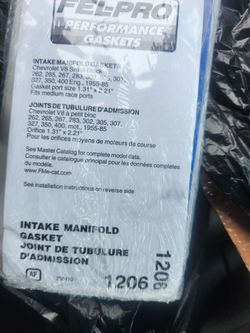 FEL-PRO
PERFORMANCE
GASKETS
INTAKE MANIFOLD GASKETS
Chevrolet V8 Small block
262, 265, 267, 283, 302, 305, 307,
327, 350, 400 Eng., 1955-85
Gasket port size 1.31" x 2.21"
Fits medium race ports
JOINTS DE TUBULURE D'ADMISSION
Chevrolet V8 à petit bloc
262, 265, 267, 283, 302, 305, 307,
327, 350, 400, mot., 1955-85
Orifice 1.31" x 2.21"
Pour les orifices moyens de moteurs de course
See Master Catalog for complete model data.
Consulter le catalogue principal pour les données complètes
du modèle.
www.FMe-cat.com
See installation instructions on reverse side
INTAKE MANIFOLD
GASKET
JOINT DE TUBULURE
D'ADMISSION
AF
1206
1206